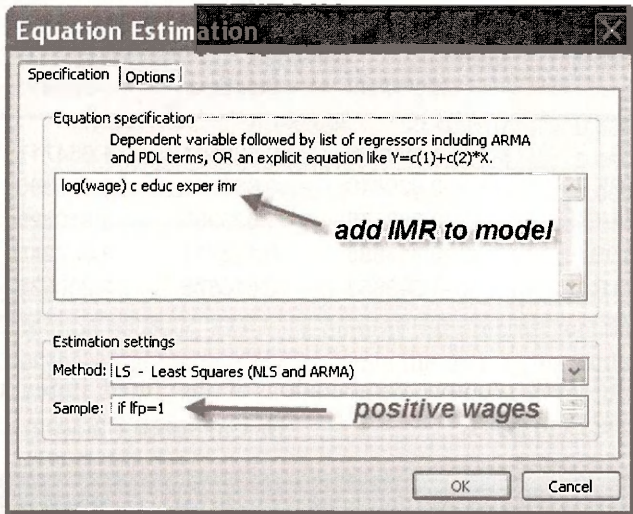 Equation Estimation
Specification Options
Equation specification
Dependent variable followed by list of regressors including ARMA
and PDL terms, OR an explicit equation like Y=c(1)+c(2)*X.
log(wage) c educ exper imr
add IMR to model
Estimation settings
Method: LS - Least Squares (NLS and ARMA)
Sample: if lfp=1
positive wages
OK Cancel